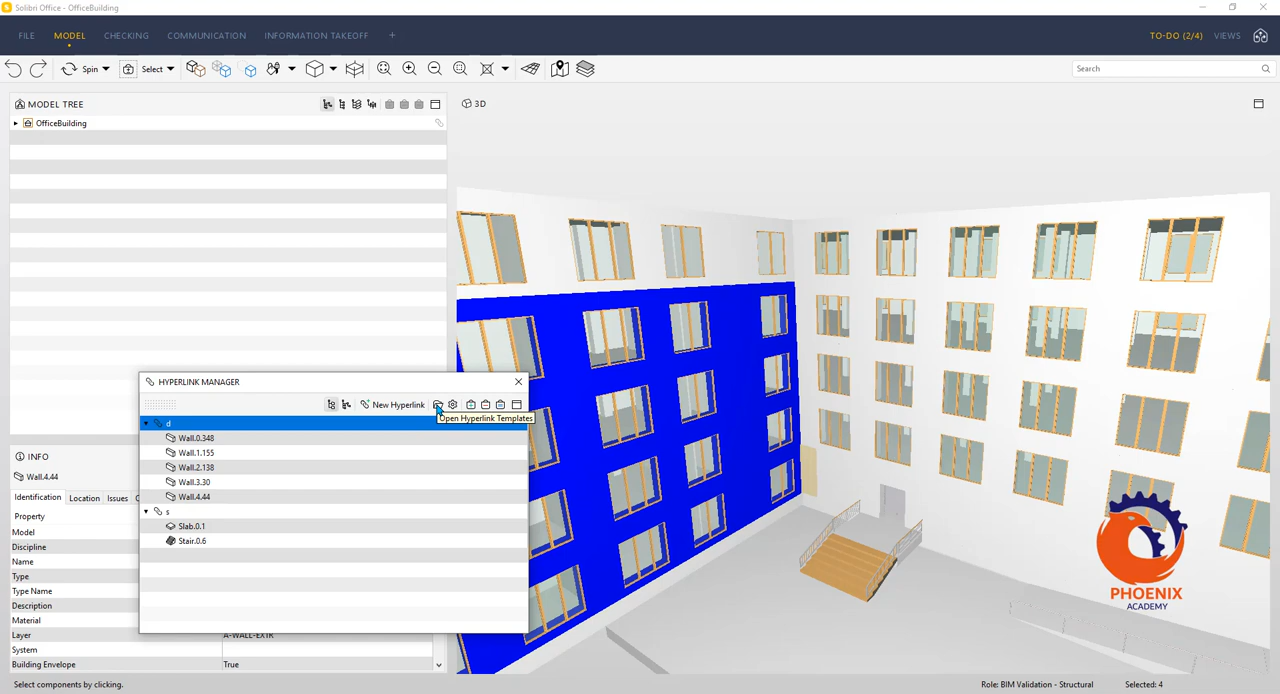 Solibri Office - OfficeBuilding
FILE MODEL CHECKING COMMUNICATION INFORMATION TAKEOFF + TO-DO (2/4) VIEWS
Spin Select Search
MODEL TREE
OfficeBuilding
3D
HYPERLINK MANAGER
New Hyperlink
Open Hyperlink Templates
d
Wall.0.348
Wall.1.155
Wall.2.138
Wall.3.30
Wall.4.44
s
Slab.0.1
Stair.0.6
INFO
Wall.4.44
Identification Location Issues
Property
Model
Discipline
Name
Type
Type Name
Description
Material
Layer A-WALL-EXTR
System
Building Envelope True
PHOENIX
ACADEMY
Select components by clicking. Role: BIM Validation - Structural Selected: 4